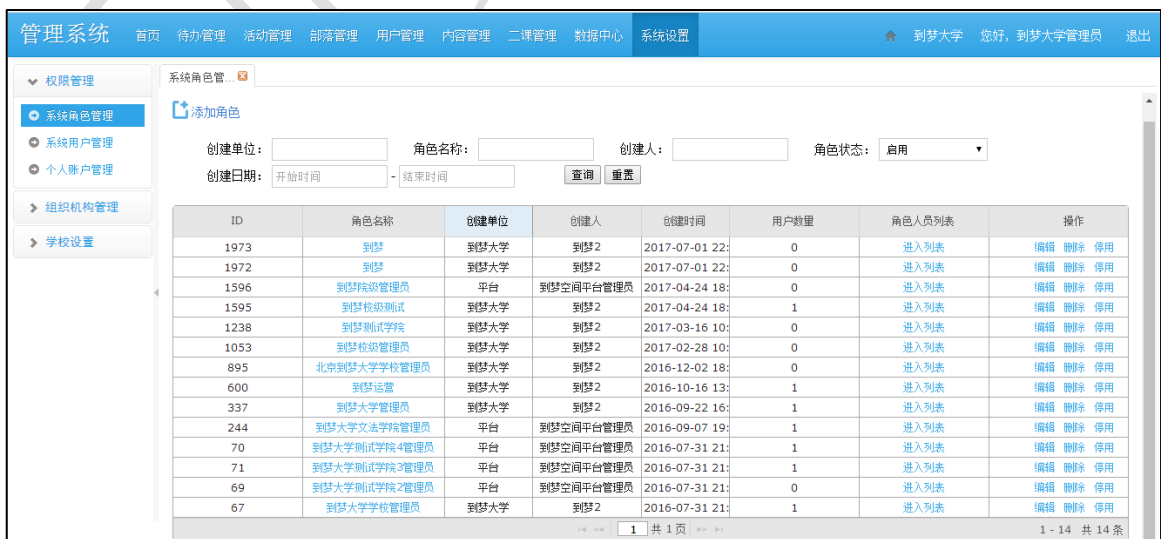 管理系统 首页 待办管理 活动管理 部落管理 用户管理 内容管理 二课管理 数据中心 系统设置 到梦大学 您好，到梦大学管理员 退出
权限管理
系统角色管理
系统用户管理
个人账户管理
组织机构管理
学校设置
系统角色管...
添加角色
创建单位： 角色名称： 创建人： 角色状态： 启用
创建日期： 开始时间 - 结束时间 查询 重置
ID 角色名称 创建单位 创建人 创建时间 用户数量 角色人员列表 操作
1973 到梦 到梦大学 到梦2 2017-07-01 22: 0 进入列表 编辑 删除 停用
1972 到梦 到梦大学 到梦2 2017-07-01 22: 0 进入列表 编辑 删除 停用
1596 到梦院级管理员 平台 到梦空间平台管理员 2017-04-24 18: 0 进入列表 编辑 删除 停用
1595 到梦校级测试 到梦大学 到梦2 2017-04-24 18: 1 进入列表 编辑 删除 停用
1238 到梦测试学院 到梦大学 到梦2 2017-03-16 10: 0 进入列表 编辑 删除 停用
1053 到梦校级管理员 到梦大学 到梦2 2017-02-28 10: 0 进入列表 编辑 删除 停用
895 北京到梦大学学校管理员 到梦大学 到梦2 2016-12-02 18: 0 进入列表 编辑 删除 停用
600 到梦运营 到梦大学 到梦2 2016-10-16 13: 1 进入列表 编辑 删除 停用
337 到梦大学管理员 到梦大学 到梦2 2016-09-22 16: 1 进入列表 编辑 删除 停用
244 到梦大学文法学院管理员 平台 到梦空间平台管理员 2016-09-07 19: 1 进入列表 编辑 删除 停用
70 到梦大学测试学院4管理员 平台 到梦空间平台管理员 2016-07-31 21: 1 进入列表 编辑 删除 停用
71 到梦大学测试学院3管理员 平台 到梦空间平台管理员 2016-07-31 21: 1 进入列表 编辑 删除 停用
69 到梦大学测试学院2管理员 平台 到梦空间平台管理员 2016-07-31 21: 0 进入列表 编辑 删除 停用
67 到梦大学学校管理员 到梦大学 到梦2 2016-07-31 21: 1 进入列表 编辑 删除 停用
1 共 1 页 1 - 14 共 14 条